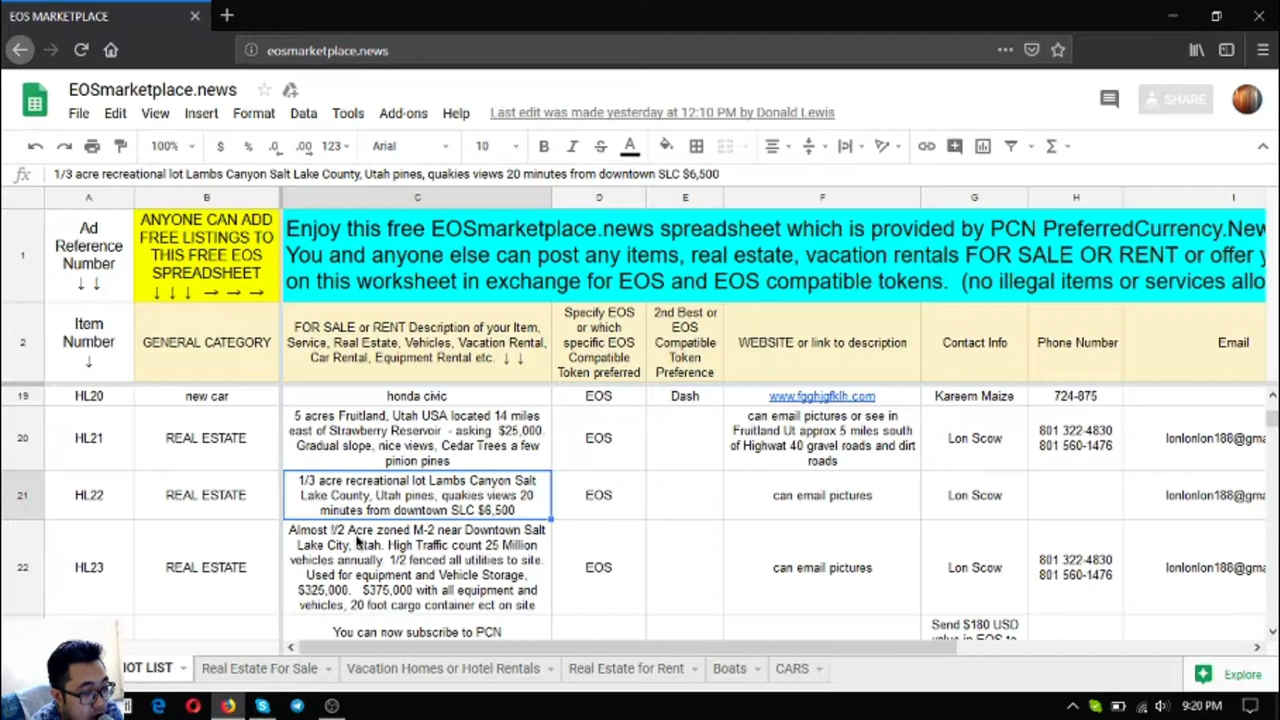 EOS MARKETPLACE
eosmarketplace.news
EOSmarketplace.news
File Edit View Insert Format Data Tools Add-ons Help Last edit was made yesterday at 12:10 PM by Donald Lewis
SHARE
100% $ % .0 .00 123 Arial 10 B I S A
fx 1/3 acre recreational lot Lambs Canyon Salt Lake County, Utah pines, quakies views 20 minutes from downtown SLC $6,500
A B C D E F G H I
1
Ad
Reference
Number
↓ ↓
ANYONE CAN ADD
FREE LISTINGS TO
THIS FREE EOS
SPREADSHEET
↓ ↓ ↓ → → →
Enjoy this free EOSmarketplace.news spreadsheet which is provided by PCN PreferredCurrency.New
You and anyone else can post any items, real estate, vacation rentals FOR SALE OR RENT or offer y
on this worksheet in exchange for EOS and EOS compatible tokens. (no illegal items or services allo
2
Item
Number
↓
GENERAL CATEGORY
FOR SALE or RENT Description of your Item,
Service, Real Estate, Vehicles, Vacation Rental,
Car Rental, Equipment Rental etc. ↓ ↓
Specify EOS
or which
specific EOS
Compatible
Token preferred
2nd Best or
EOS
Compatible
Token
Preference
WEBSITE or link to description
Contact Info
Phone Number
Email
19 HL20 new car honda civic EOS Dash www.fgghjgfklh.com Kareem Maize 724-875
20 HL21 REAL ESTATE
5 acres Fruitland, Utah USA located 14 miles
east of Strawberry Reservoir - asking $25,000.
Gradual slope, nice views, Cedar Trees a few
pinion pines
EOS
can email pictures or see in
Fruitland Ut approx 5 miles south
of Highwat 40 gravel roads and dirt
roads
Lon Scow
801 322-4830
801 560-1476
lonlonlon188@gma
21 HL22 REAL ESTATE
1/3 acre recreational lot Lambs Canyon Salt
Lake County, Utah pines, quakies views 20
minutes from downtown SLC $6,500
EOS
can email pictures
Lon Scow
lonlonlon188@gma
22 HL23 REAL ESTATE
Almost 1/2 Acre zoned M-2 near Downtown Salt
Lake City, Utah. High Traffic count 25 Million
vehicles annually. 1/2 fenced all utilities to site.
Used for equipment and Vehicle Storage,
$325,000. $375,000 with all equipment and
vehicles, 20 foot cargo container ect on site
EOS
can email pictures
Lon Scow
801 322-4830
801 560-1476
lonlonlon188@gma
You can now subscribe to PCN
Send $180 USD
value in EOS to
HOT LIST Real Estate For Sale Vacation Homes or Hotel Rentals Real Estate for Rent Boats CARS
Explore
9:20 PM